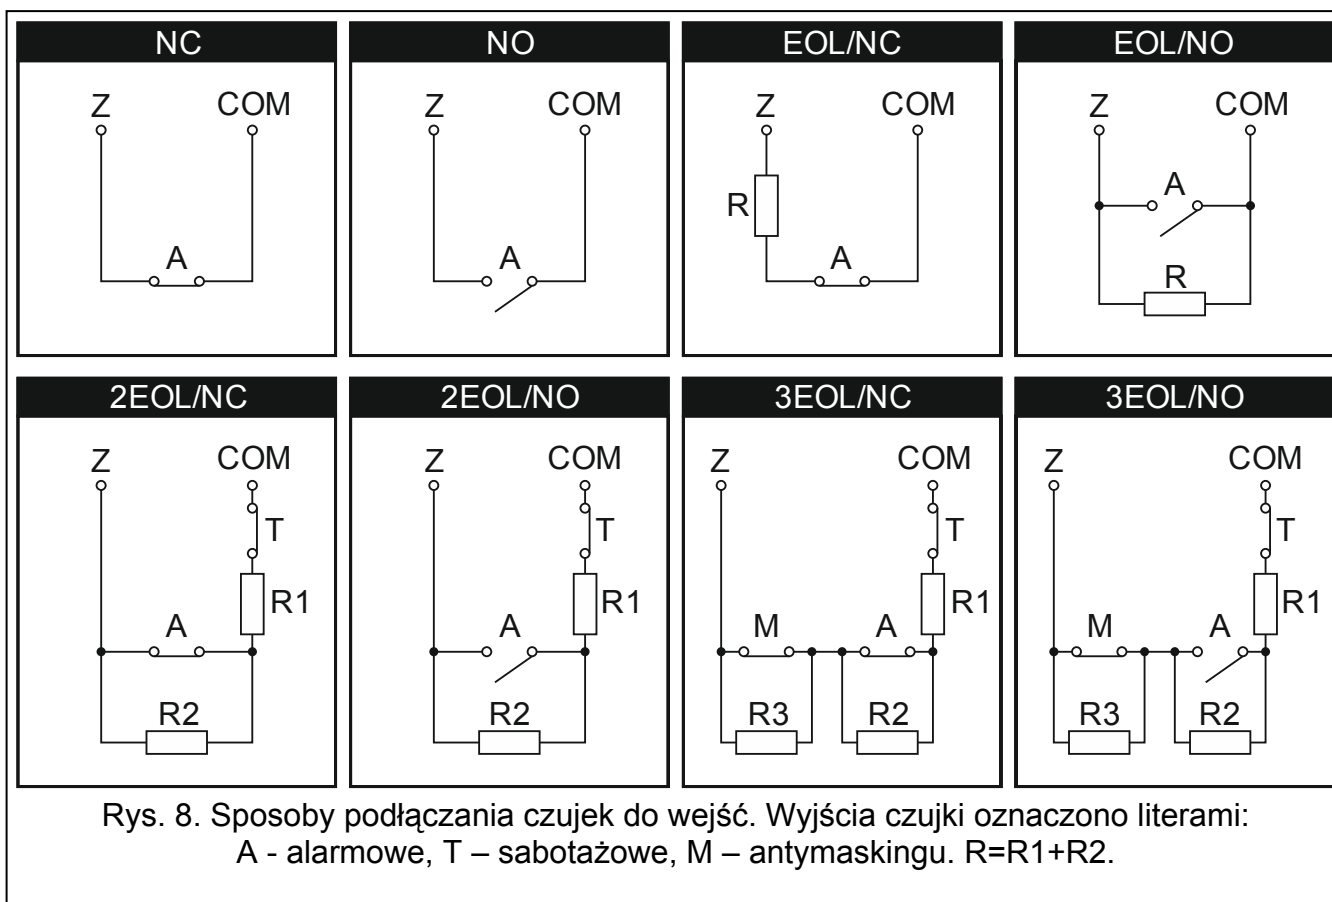 NC
NO
EOL/NC
EOL/NO
Z COM
Z COM
Z COM
Z COM
A
A
R
A
A
R
2EOL/NC
2EOL/NO
3EOL/NC
3EOL/NO
Z COM
T
R1
A
R2
Z COM
T
R1
A
R2
Z COM
T
R1
M A
R3 R2
Z COM
T
R1
M A
R3 R2
Rys. 8. Sposoby podłączania czujek do wejść. Wyjścia czujki oznaczono literami:
A - alarmowe, T – sabotażowe, M – antymaskingu. R=R1+R2.